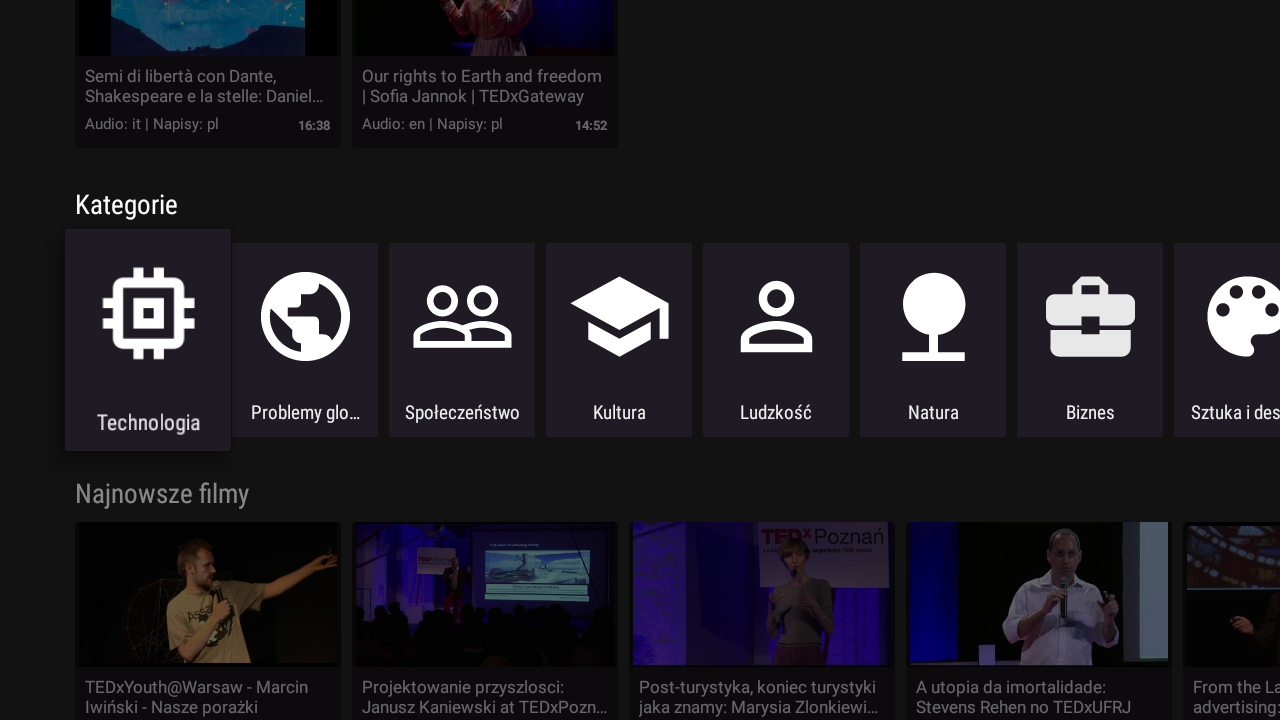 Semi di libertà con Dante,
Shakespeare e la stelle: Daniel…
Audio: it | Napisy: pl
16:38
Our rights to Earth and freedom
| Sofia Jannok | TEDxGateway
Audio: en | Napisy: pl
14:52
Kategorie
Technologia
Problemy glo…
Społeczeństwo
Kultura
Ludzkość
Natura
Biznes
Sztuka i des
Najnowsze filmy
TEDxPoznań
TEDxYouth@Warsaw - Marcin
Iwiński - Nasze porażki
Projektowanie przyszlosci:
Janusz Kaniewski at TEDxPozn…
Post-turystyka, koniec turystyki
jaka znamy: Marysia Zlonkiewi…
A utopia da imortalidade:
Stevens Rehen no TEDxUFRJ
From the La
advertising: